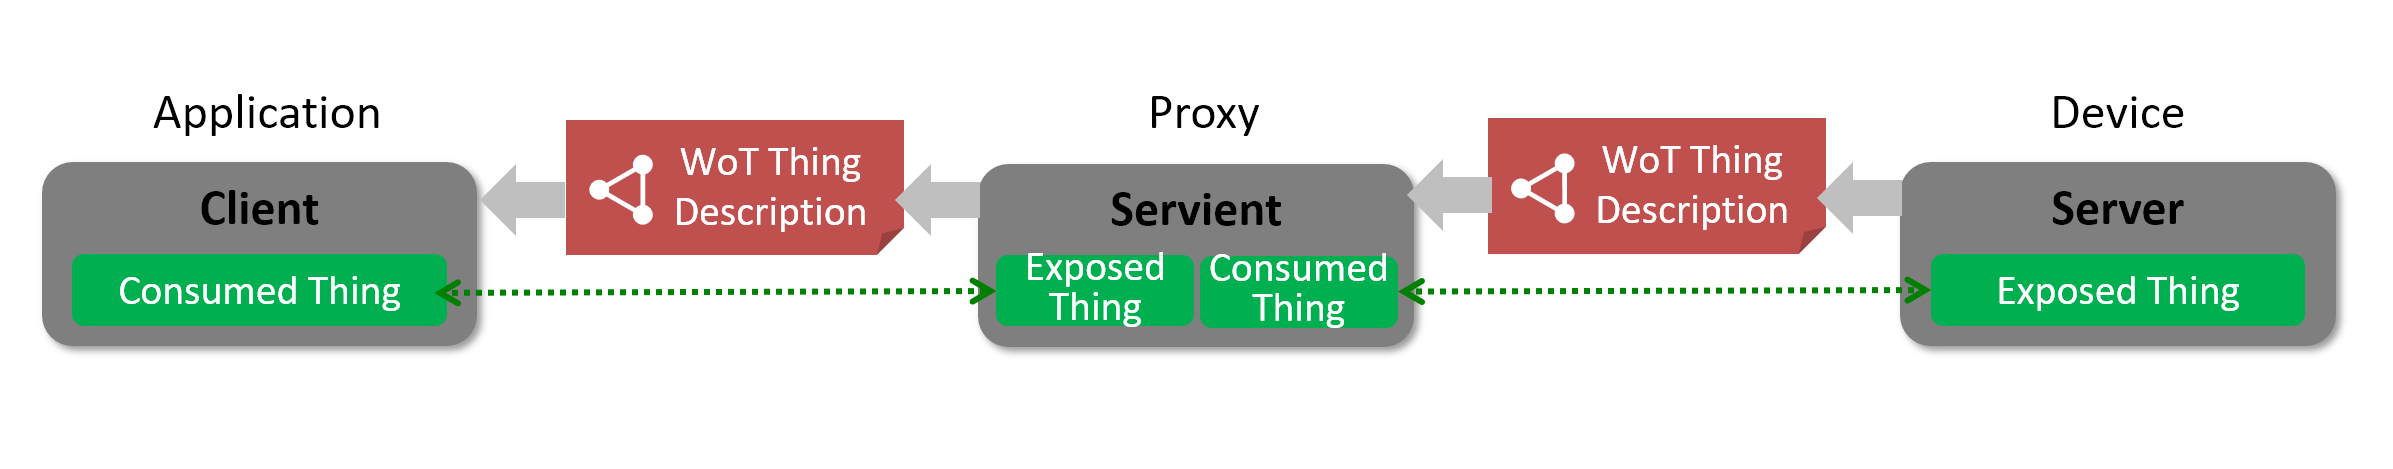 Application
Proxy
Device
WoT Thing
Description
WoT Thing
Description
Client
Servient
Server
Consumed Thing
Exposed
Thing
Consumed
Thing
Exposed Thing